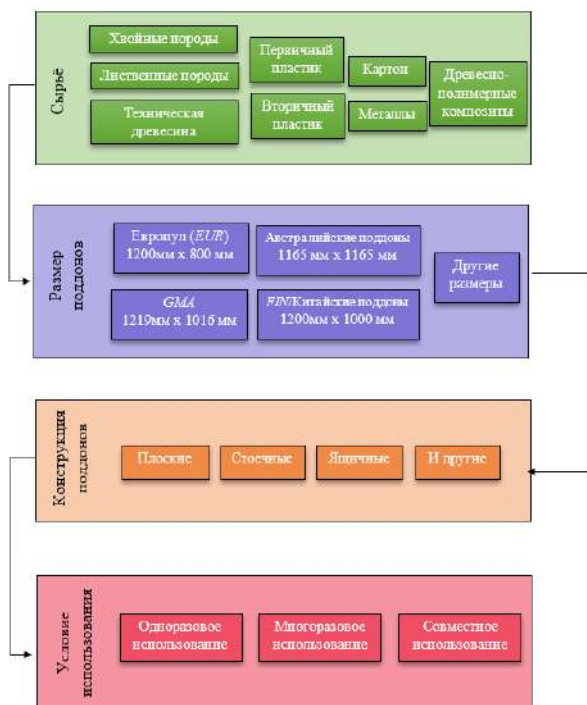 Сырьё
Хвойные породы
Лиственные породы
Техническая
древесина
Первичный
пластик
Вторичный
пластик
Картон
Металлы
Древесно-
полимерные
композиты
Размер
поддонов
Европул (EUR)
1200мм x 800 мм
Австралийские поддоны
1165 мм x 1165 мм
GMA
1219мм x 1016 мм
FIN/Китайские поддоны
1200мм x 1000 мм
Другие
размеры
Конструкция
поддонов
Плоские
Стоечные
Ящичные
И другие
Условие
использования
Одноразовое
использование
Многоразовое
использование
Совместное
использование